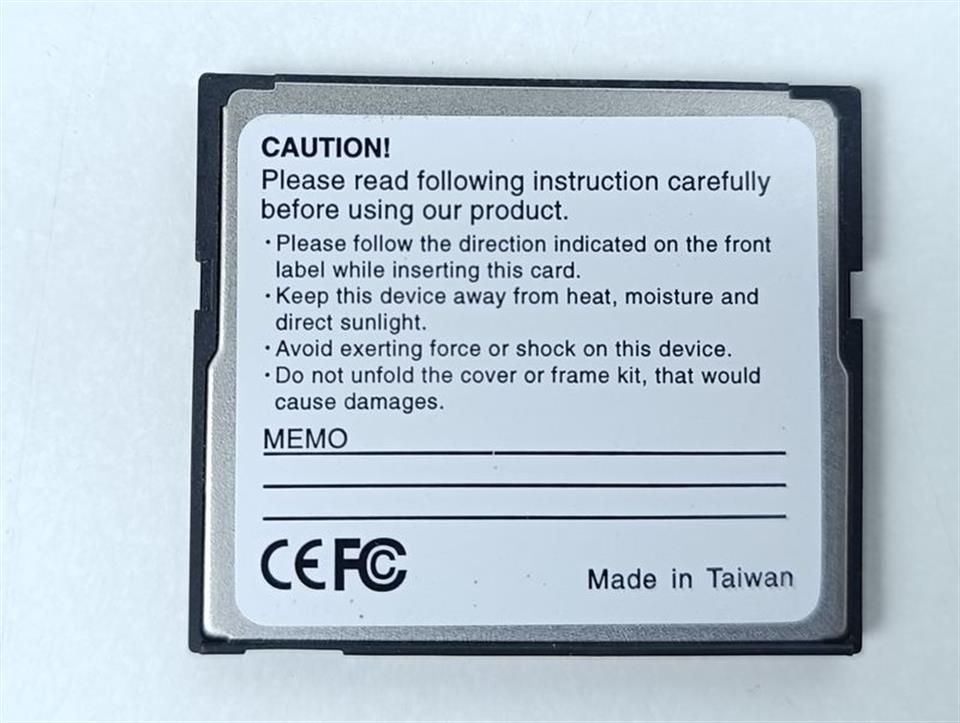 CAUTION!
Please read following instruction carefully
before using our product.
·Please follow the direction indicated on the front
label while inserting this card.
·Keep this device away from heat, moisture and
direct sunlight.
·Avoid exerting force or shock on this device.
·Do not unfold the cover or frame kit, that would
cause damages.
MEMO
CE FC
Made in Taiwan